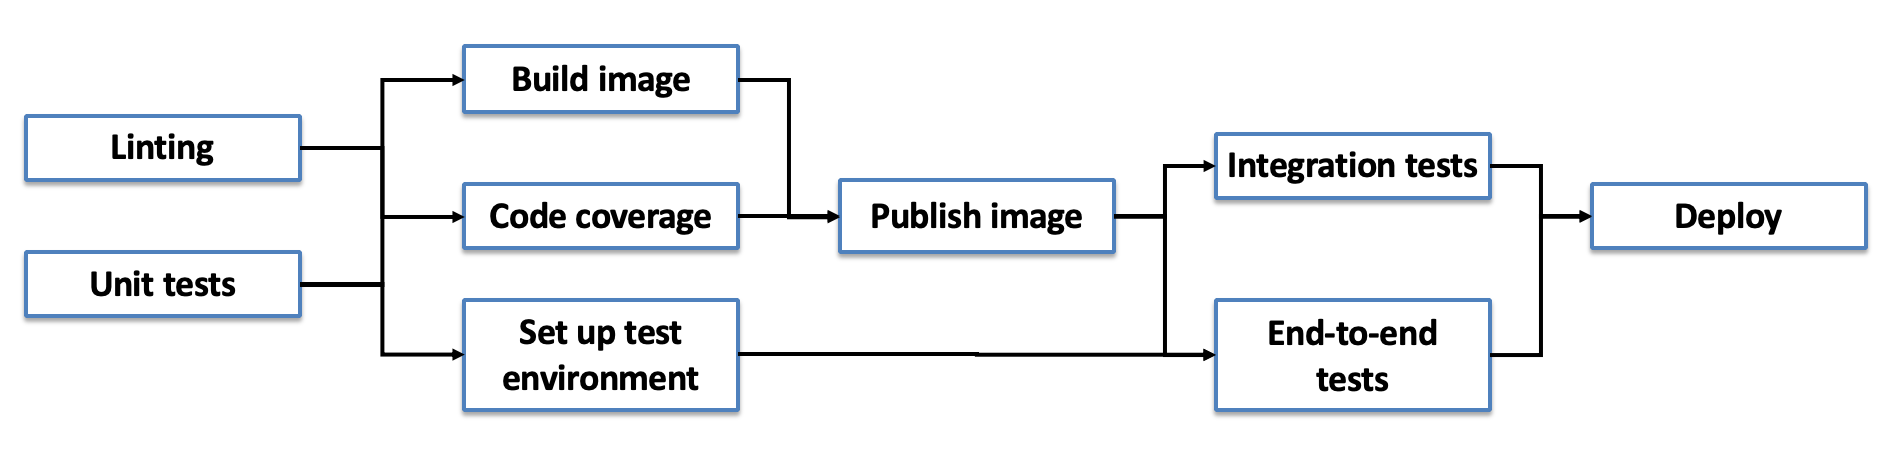 Linting
Unit tests
Build image
Code coverage
Set up test
environment
Publish image
Integration tests
End-to-end
tests
Deploy